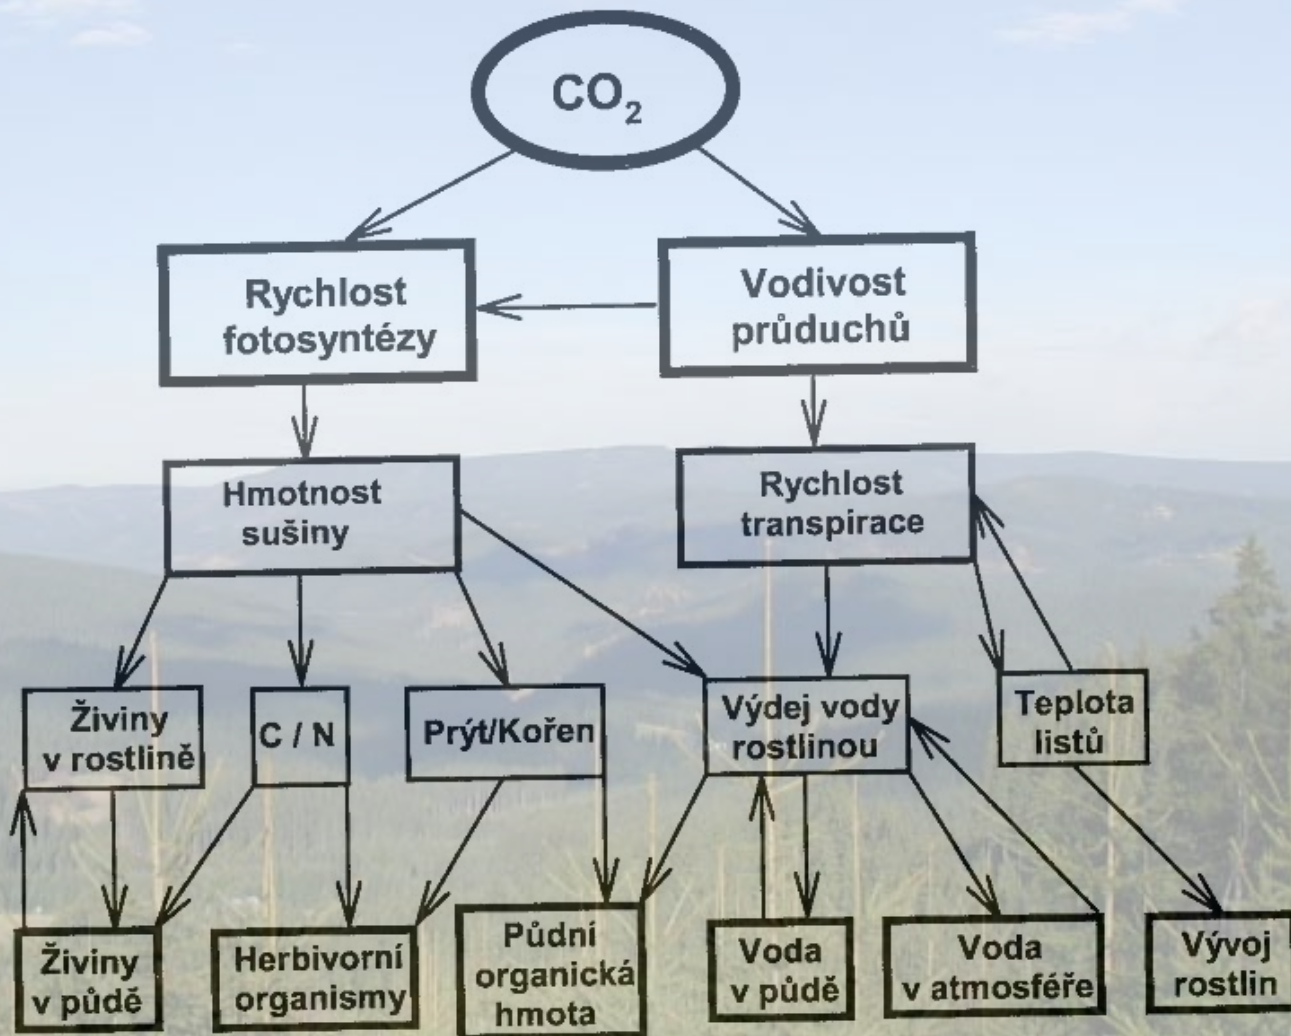 CO₂
Rychlost
fotosyntézy
Vodivost
průduchů
Hmotnost
sušiny
Rychlost
transpirace
Živiny
v rostlině
C / N
Prýt/Kořen
Výdej vody
rostlinou
Teplota
listů
Živiny
v půdě
Herbivorní
organismy
Půdní
organická
hmota
Voda
v půdě
Voda
v atmosféře
Vývoj
rostlin